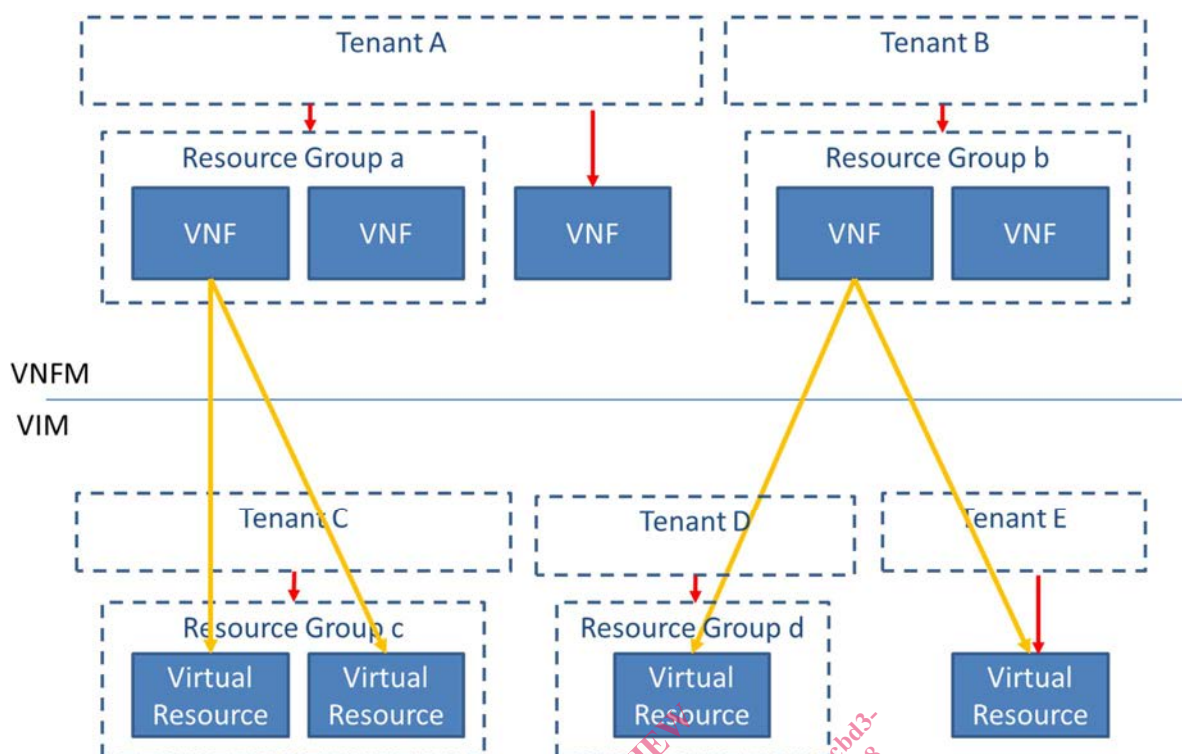 Tenant A
Tenant B
Resource Group a
Resource Group b
VNF
VNF
VNF
VNF
VNF
VNFM
VIM
Tenant C
Tenant D
Tenant E
Resource Group c
Resource Group d
Virtual
Resource
Virtual
Resource
Virtual
Resource
Virtual
Resource